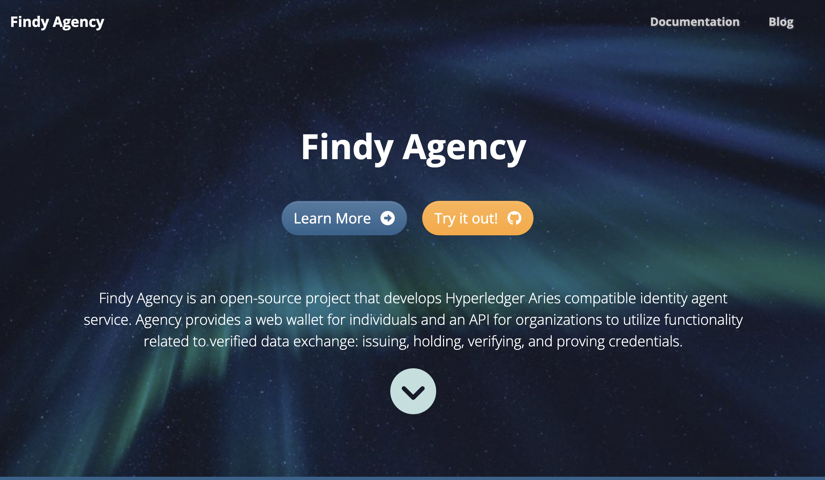 Findy Agency
Documentation
Blog
Findy Agency
Learn More
Try it out!
Findy Agency is an open-source project that develops Hyperledger Aries compatible identity agent
service. Agency provides a web wallet for individuals and an API for organizations to utilize functionality
related to verified data exchange: issuing, holding, verifying, and proving credentials.